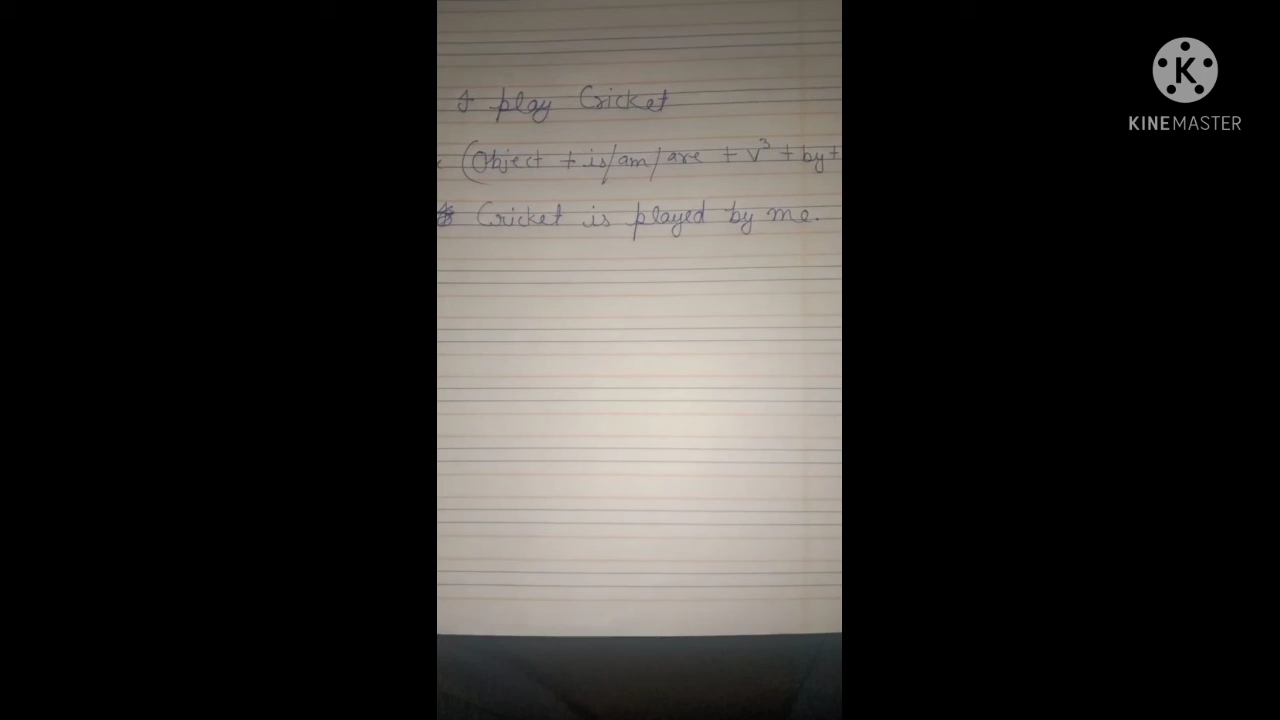 I play Cricket
(Object + is/am/are + V³ + by +
Cricket is played by me.
K
KINEMASTER